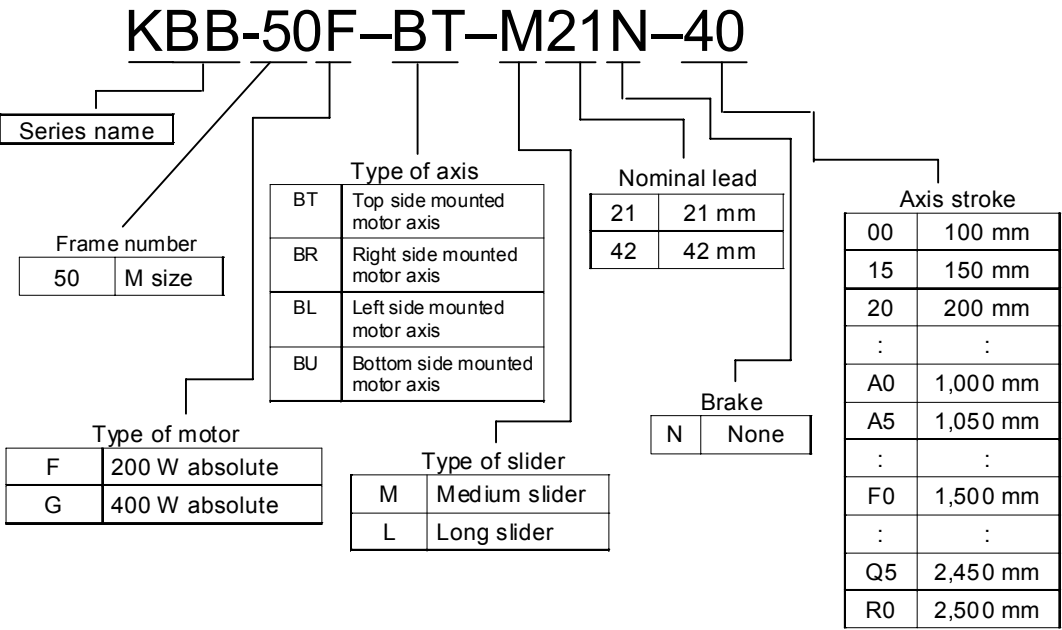 KBB-50F–BT–M21N–40
Series name
Frame number
50 M size
Type of motor
F 200 W absolute
G 400 W absolute
Type of axis
BT Top side mounted
motor axis
BR Right side mounted
motor axis
BL Left side mounted
motor axis
BU Bottom side mounted
motor axis
Type of slider
M Medium slider
L Long slider
Nominal lead
21 21 mm
42 42 mm
Brake
N None
Axis stroke
00 100 mm
15 150 mm
20 200 mm
: :
A0 1,000 mm
A5 1,050 mm
: :
F0 1,500 mm
: :
Q5 2,450 mm
R0 2,500 mm